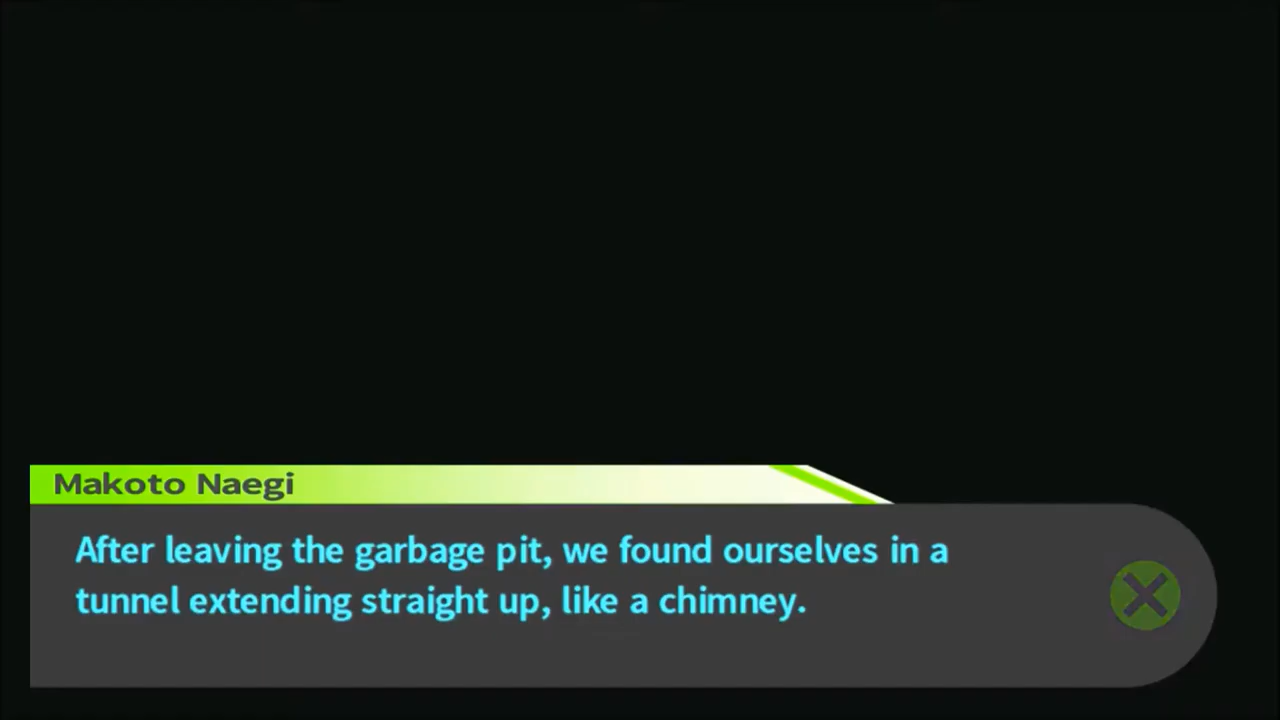 Makoto Naegi
After leaving the garbage pit, we found ourselves in a
tunnel extending straight up, like a chimney.